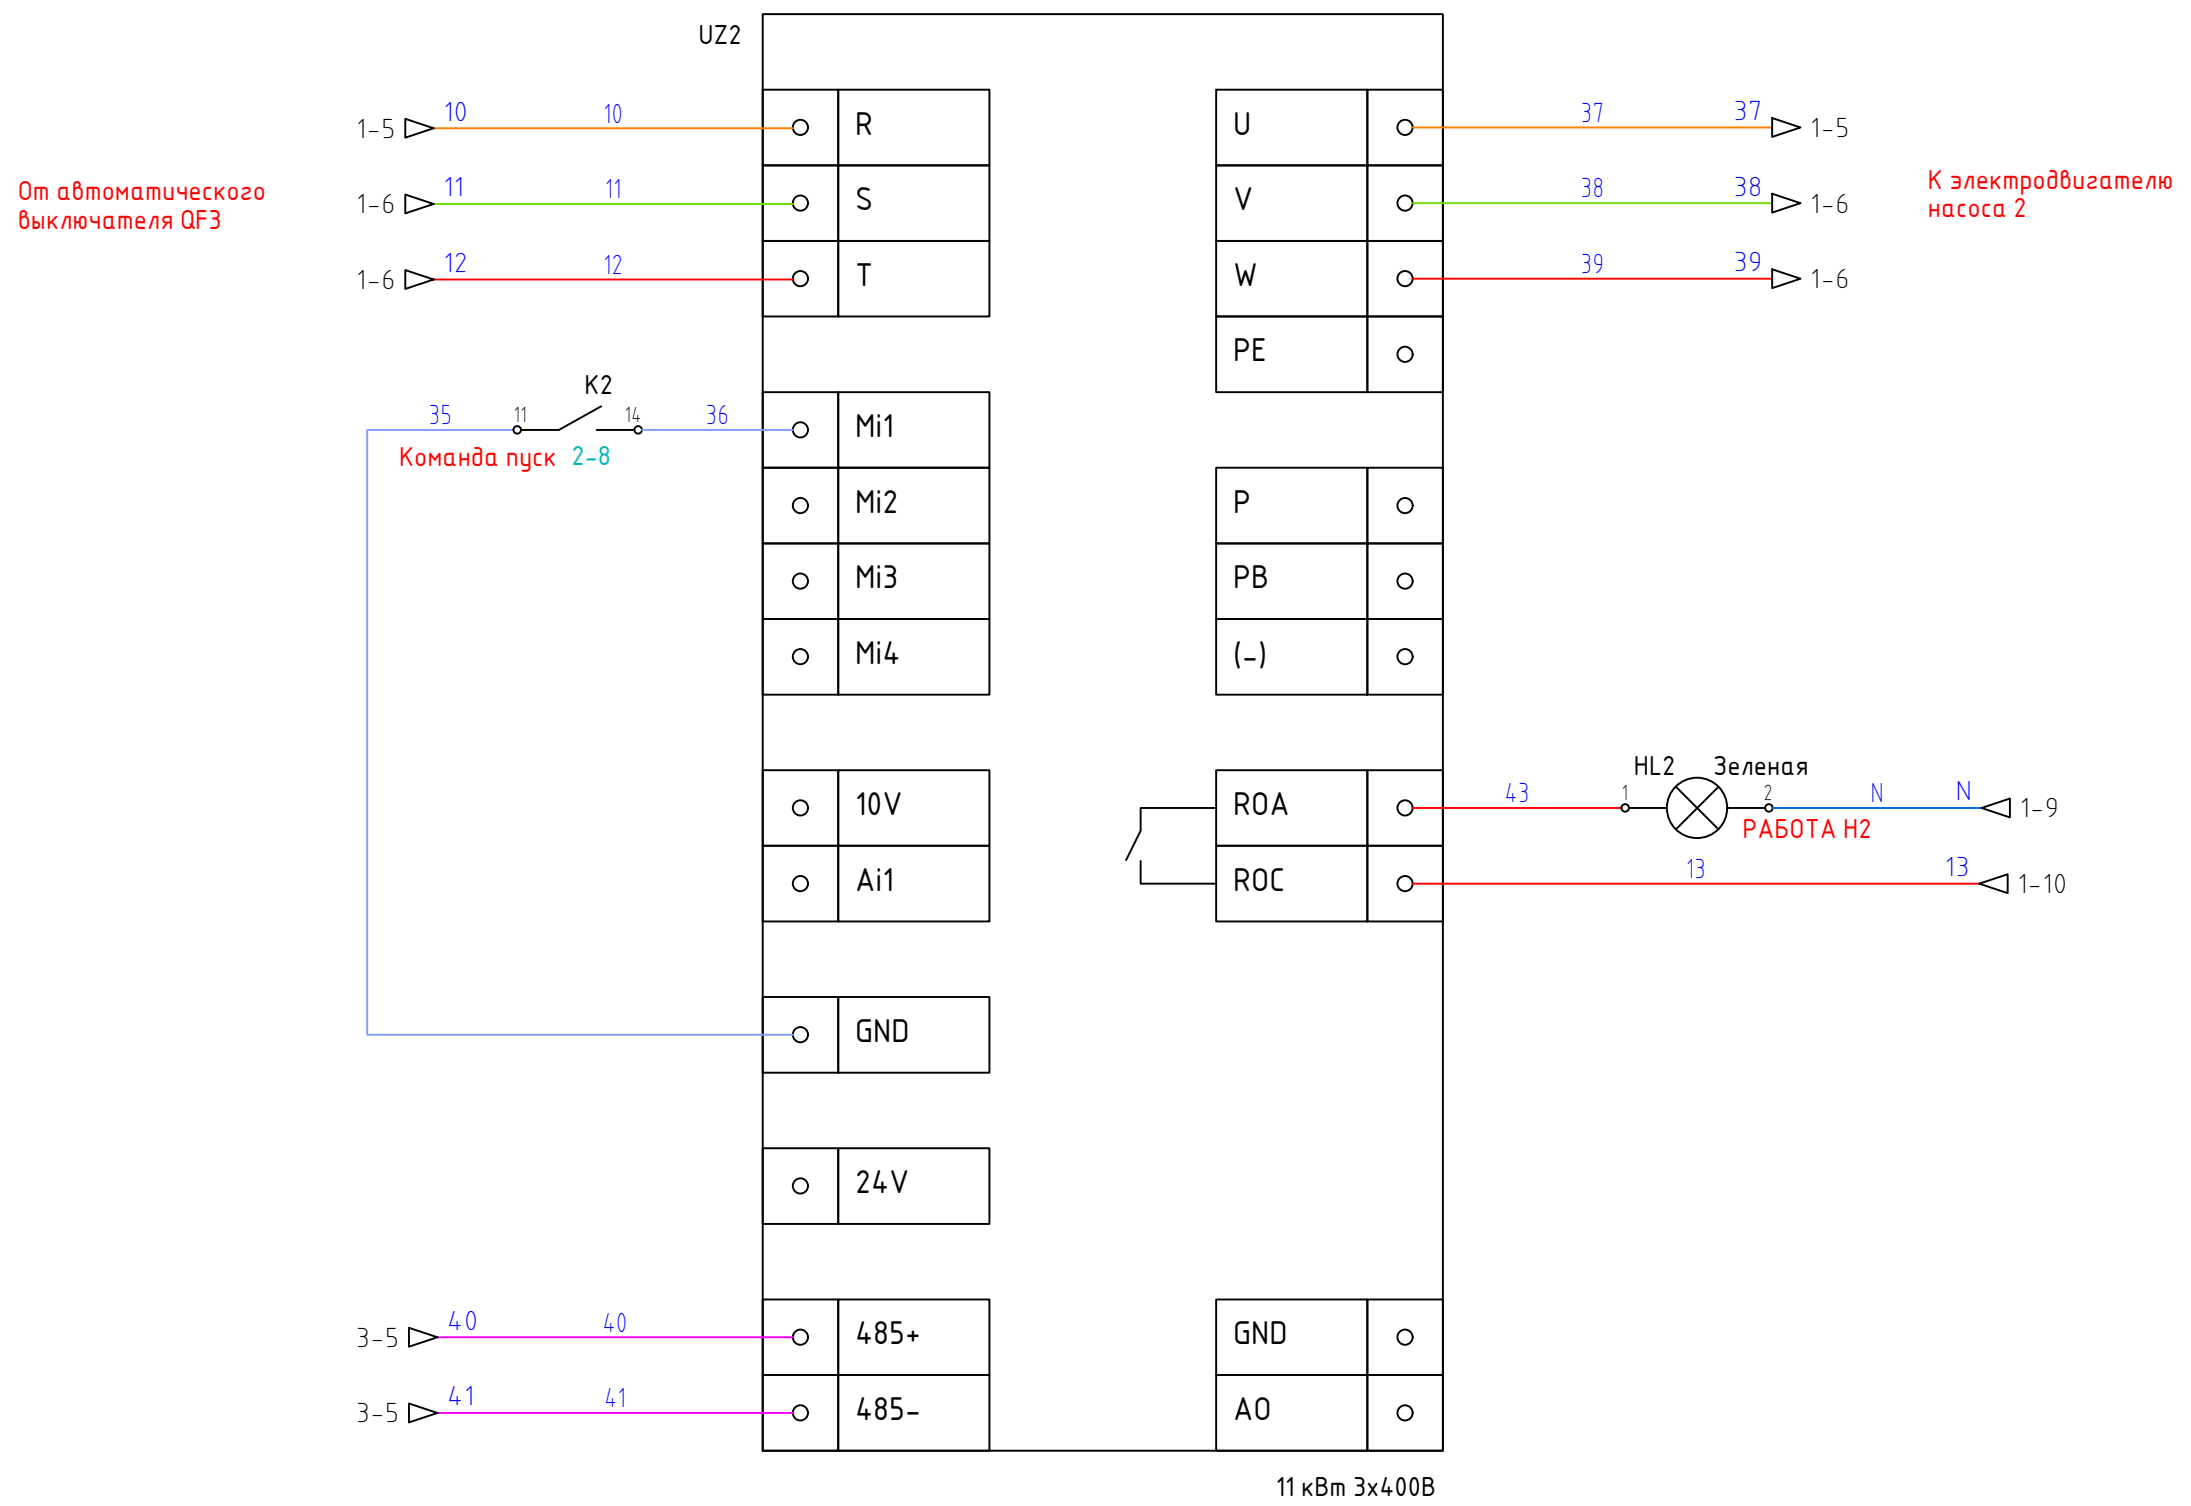 UZ2
От автоматического
выключателя QF3
1-5 10 10 R
1-6 11 11 S
1-6 12 12 T
U 37 37 1-5
V 38 38 1-6
W 39 39 1-6
PE
К электродвигателю
насоса 2
K2
35 11 14 36 Mi1
Команда пуск 2-8
Mi2
Mi3
Mi4
P
PB
(-)
10V
Ai1
HL2 Зеленая
ROA 43 1 2 N N 1-9
РАБОТА Н2
ROC 13 13 1-10
GND
24V
3-5 40 40 485+
3-5 41 41 485-
GND
AO
11 кВт 3x400В